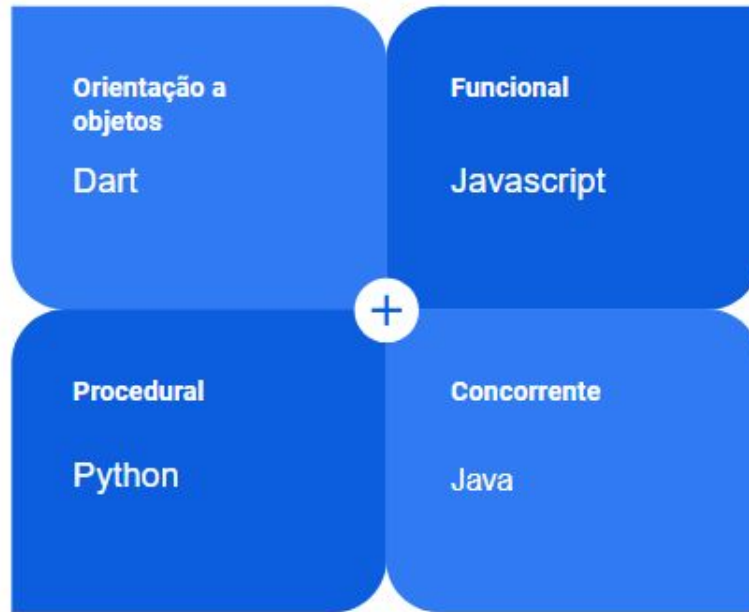 Orientação a
objetos
Dart
Funcional
Javascript
Procedural
Python
Concorrente
Java